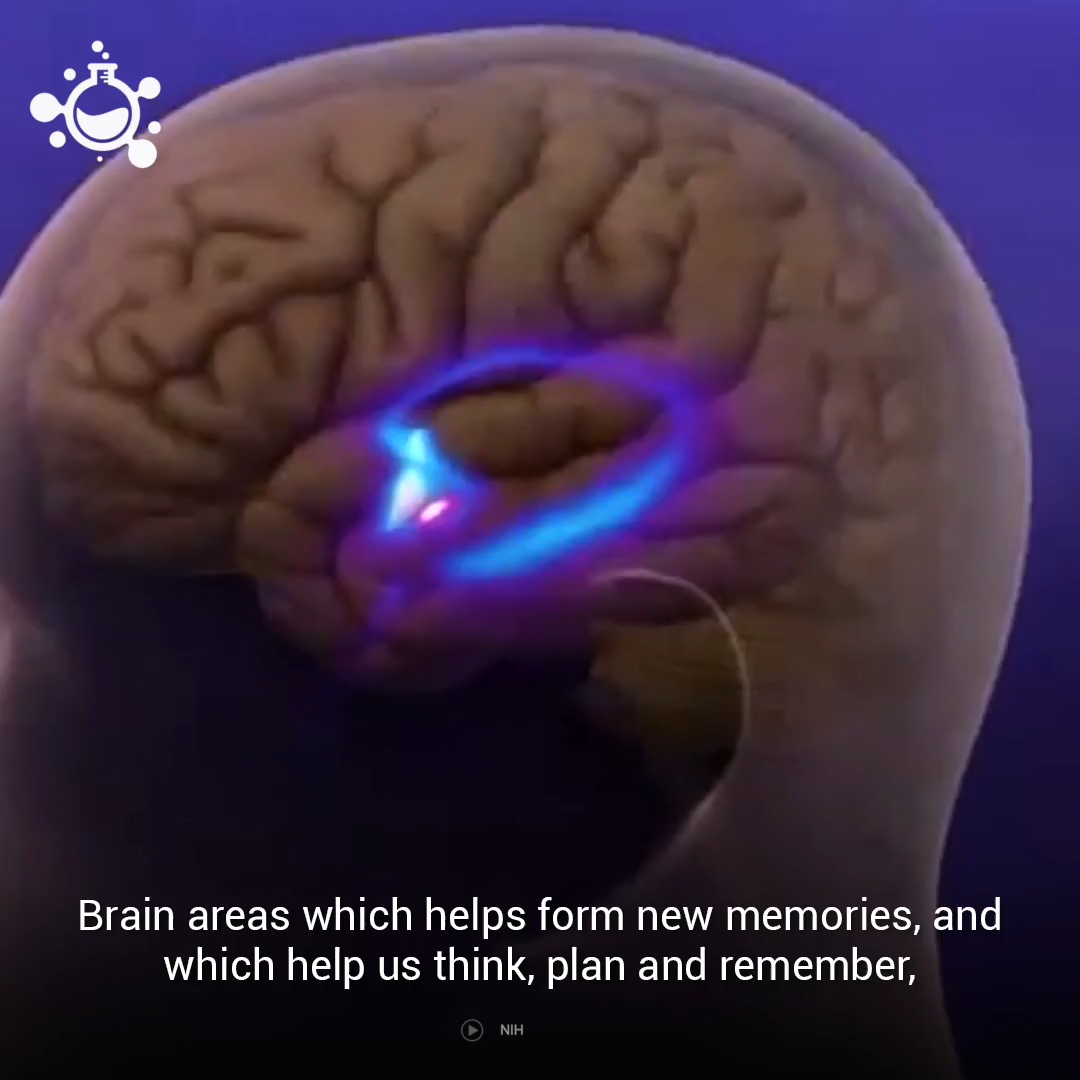 Brain areas which helps form new memories, and
which help us think, plan and remember,
NIH